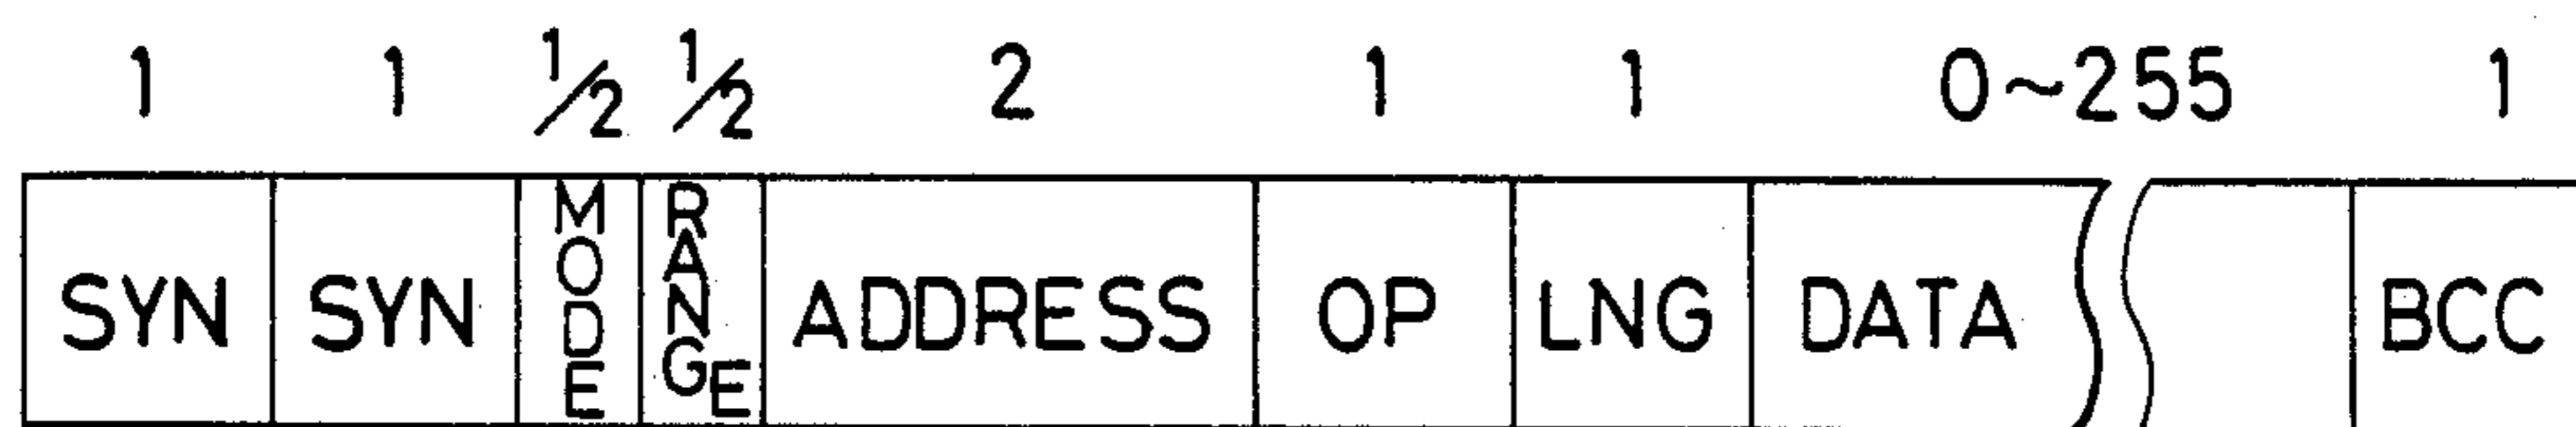 1 1 1/2 1/2 2 1 1 0~255 1
SYN SYN MODE RANGE ADDRESS OP LNG DATA BCC